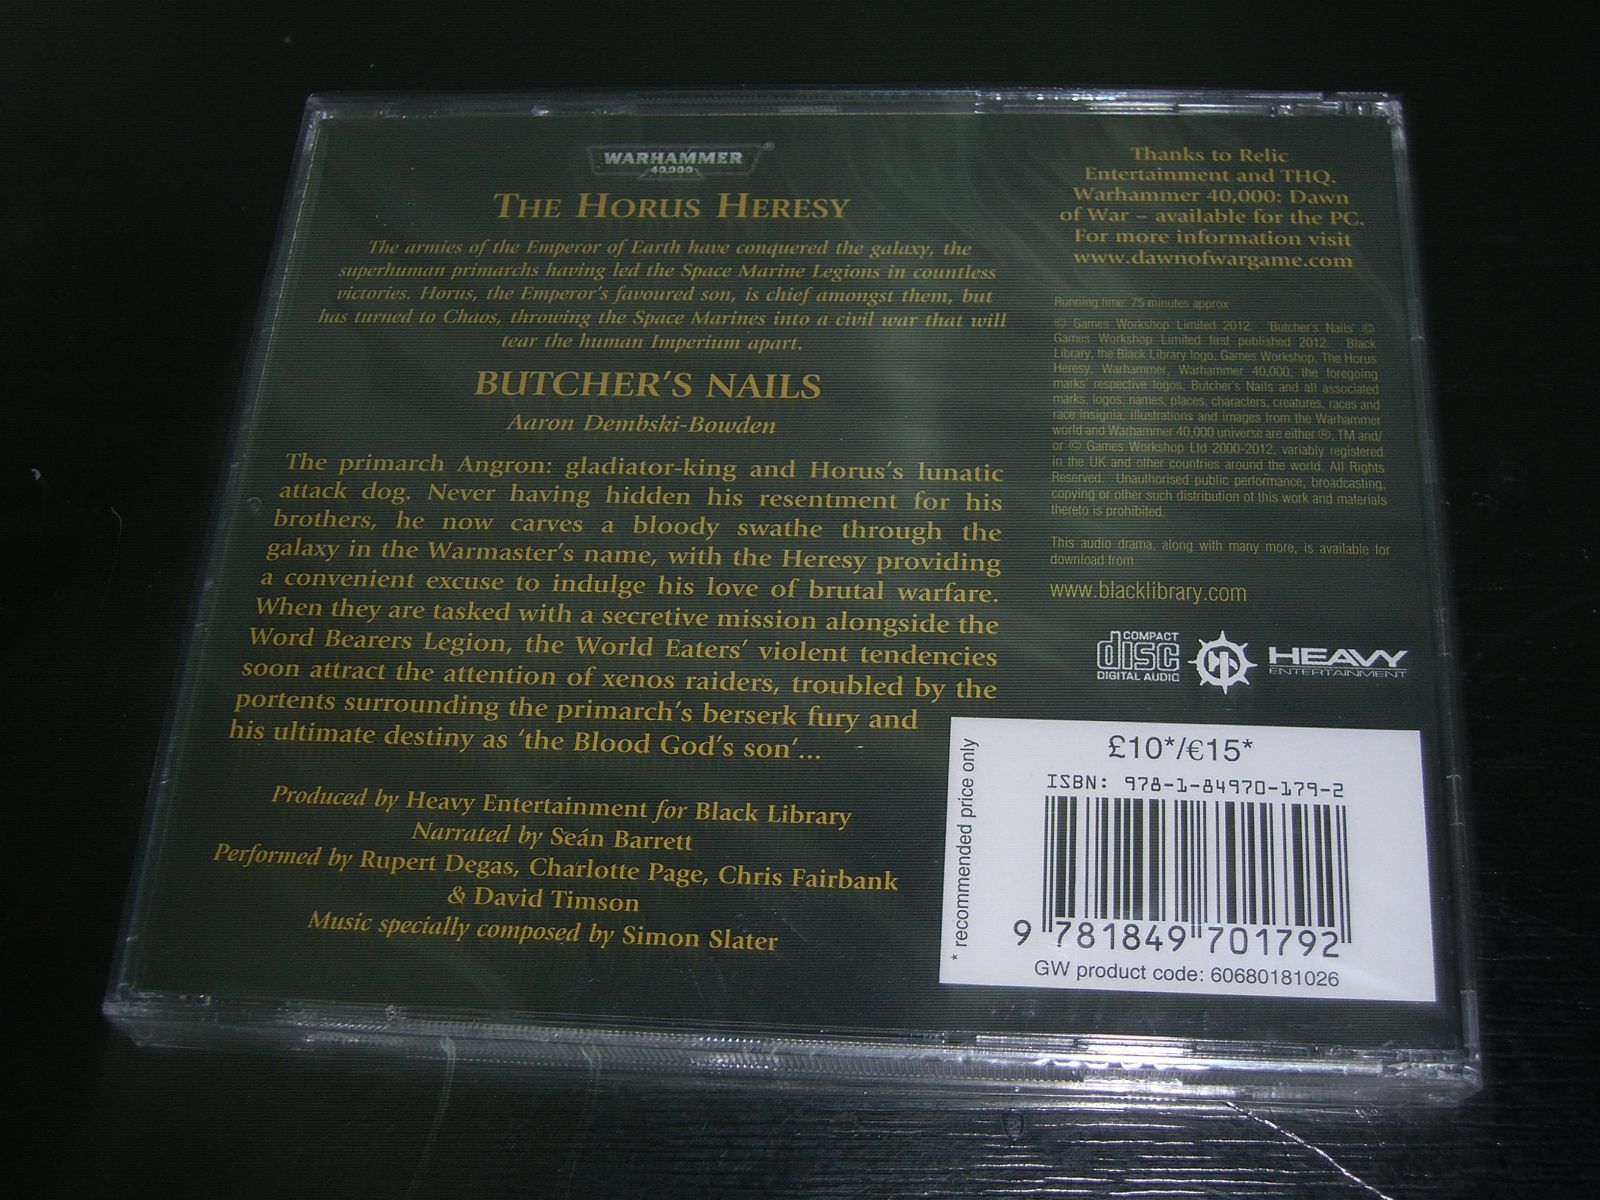 WARHAMMER®
40,000
THE HORUS HERESY
The armies of the Emperor of Earth have conquered the galaxy, the
superhuman primarchs having led the Space Marine Legions in countless
victories. Horus, the Emperor's favoured son, is chief amongst them, but
has turned to Chaos, throwing the Space Marines into a civil war that will
tear the human Imperium apart.
BUTCHER'S NAILS
Aaron Dembski-Bowden
The primarch Angron: gladiator-king and Horus's lunatic
attack dog. Never having hidden his resentment for his
brothers, he now carves a bloody swathe through the
galaxy in the Warmaster's name, with the Heresy providing
a convenient excuse to indulge his love of brutal warfare.
When they are tasked with a secretive mission alongside the
Word Bearers Legion, the World Eaters' violent tendencies
soon attract the attention of xenos raiders, troubled by the
portents surrounding the primarch's berserk fury and
his ultimate destiny as 'the Blood God's son'...
Produced by Heavy Entertainment for Black Library
Narrated by Seán Barrett
Performed by Rupert Degas, Charlotte Page, Chris Fairbank
& David Timson
Music specially composed by Simon Slater
Thanks to Relic
Entertainment and THQ.
Warhammer 40,000: Dawn
of War – available for the PC.
For more information visit
www.dawnofwargame.com
Running time: 75 minutes approx
© Games Workshop Limited 2012. 'Butcher's Nails' ©
Games Workshop Limited first published 2012. Black
Library, the Black Library logo, Games Workshop, The Horus
Heresy, Warhammer, Warhammer 40,000, the foregoing
marks' respective logos, Butcher's Nails and all associated
marks, logos, names, places, characters, creatures, races and
race insignia, illustrations and images from the Warhammer
world and Warhammer 40,000 universe are either ®, TM and/
or © Games Workshop Ltd 2000-2012, variably registered
in the UK and other countries around the world. All Rights
Reserved. Unauthorised public performance, broadcasting,
copying or other such distribution of this work and materials
thereto is prohibited.
This audio drama, along with many more, is available for
download from
www.blacklibrary.com
COMPACT
disc
DIGITAL AUDIO
HEAVY
ENTERTAINMENT
* recommended price only
£10*/€15*
ISBN: 978-1-84970-179-2
9 781849 701792
GW product code: 60680181026